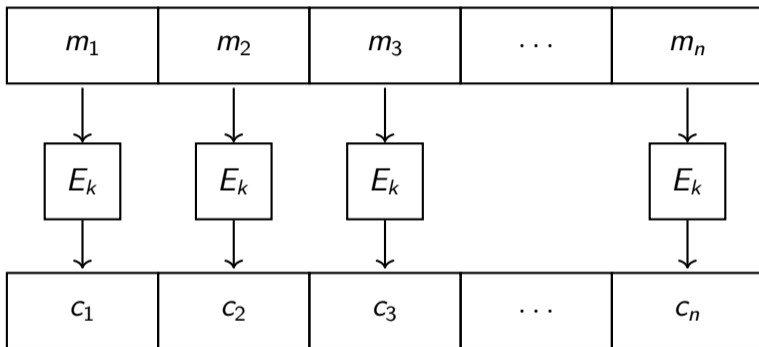 m₁ m₂ m₃ ... mₙ
Eₖ Eₖ Eₖ Eₖ
c₁ c₂ c₃ ... cₙ